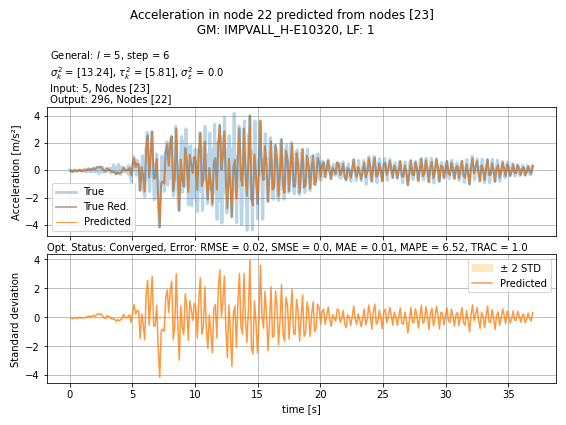 Acceleration in node 22 predicted from nodes [23]
GM: IMPVALL_H-E10320, LF: 1
General: l = 5, step = 6
σ²ₖ = [13.24], τ²ₖ = [5.81], σ²ε = 0.0
Input: 5, Nodes [23]
Output: 296, Nodes [22]
Acceleration [m/s²]
4
2
0
−2
−4
True
True Red.
Predicted
Opt. Status: Converged, Error: RMSE = 0.02, SMSE = 0.0, MAE = 0.01, MAPE = 6.52, TRAC = 1.0
Standard deviation
4
2
0
−2
−4
± 2 STD
Predicted
0 5 10 15 20 25 30 35
time [s]